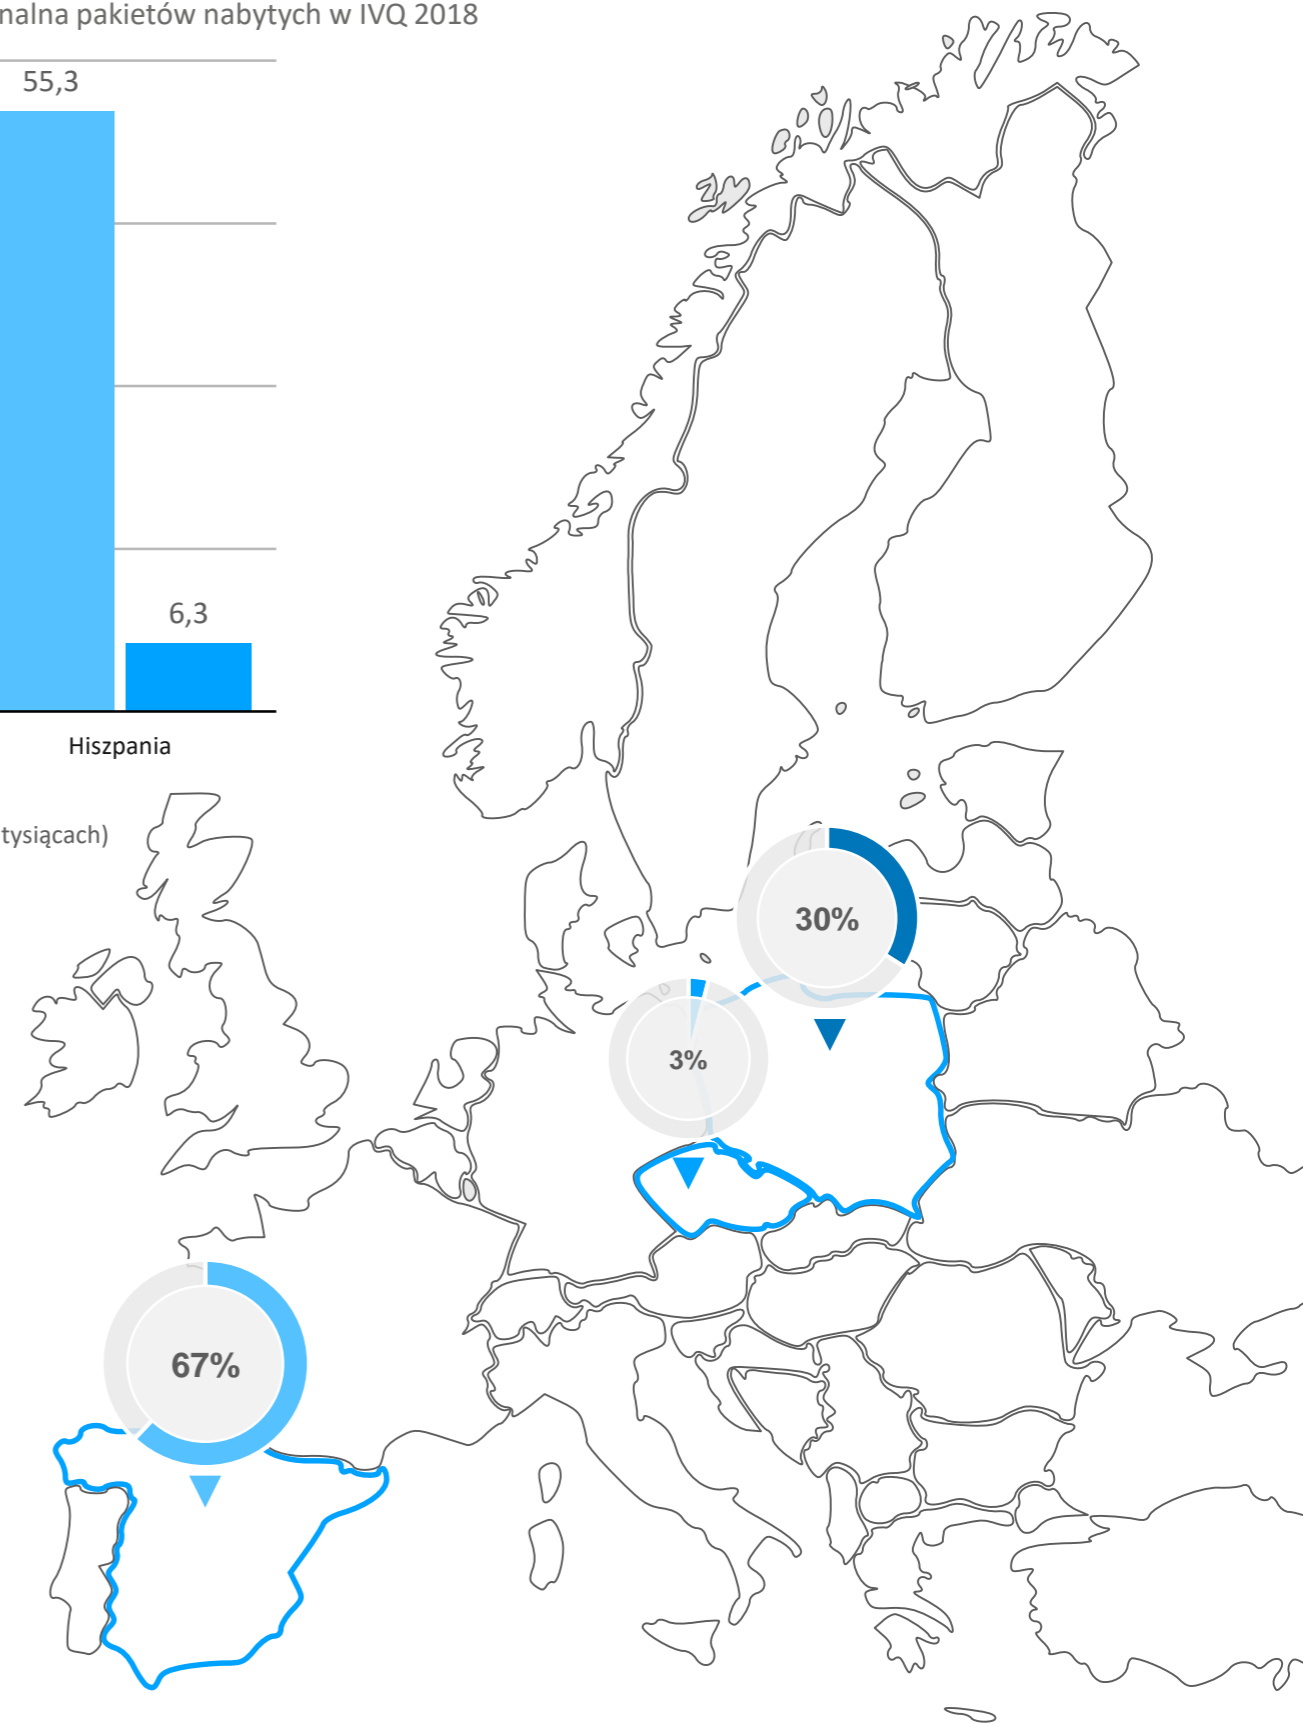 nalna pakietów nabytych w IVQ 2018
55,3
6,3
Hiszpania
tysiącach)
30%
3%
67%